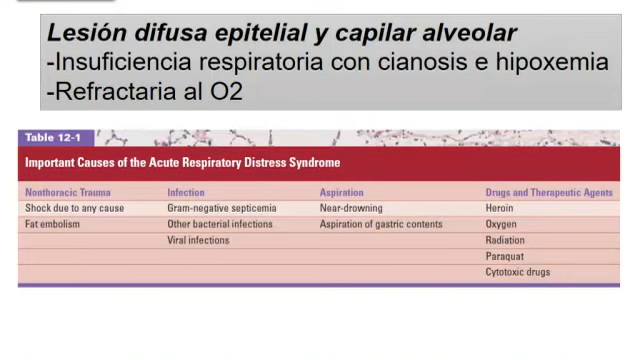 Lesión difusa epitelial y capilar alveolar
-Insuficiencia respiratoria con cianosis e hipoxemia
-Refractaria al O2
Table 12-1
Important Causes of the Acute Respiratory Distress Syndrome
Nonthoracic Trauma Infection Aspiration Drugs and Therapeutic Agents
Shock due to any cause Gram-negative septicemia Near-drowning Heroin
Fat embolism Other bacterial infections Aspiration of gastric contents Oxygen
Viral infections Radiation
Paraquat
Cytotoxic drugs